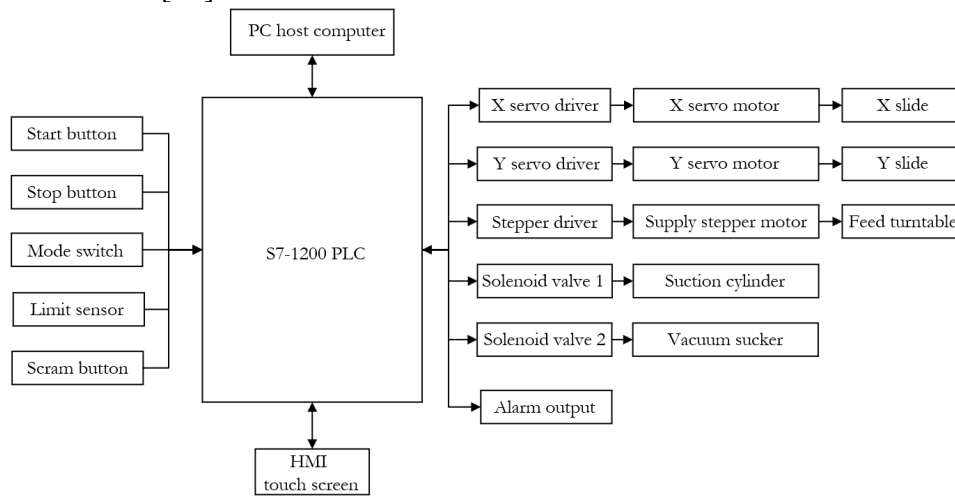 PC host computer
Start button
Stop button
Mode switch
Limit sensor
Scram button
S7-1200 PLC
HMI
touch screen
X servo driver
X servo motor
X slide
Y servo driver
Y servo motor
Y slide
Stepper driver
Supply stepper motor
Feed turntable
Solenoid valve 1
Suction cylinder
Solenoid valve 2
Vacuum sucker
Alarm output